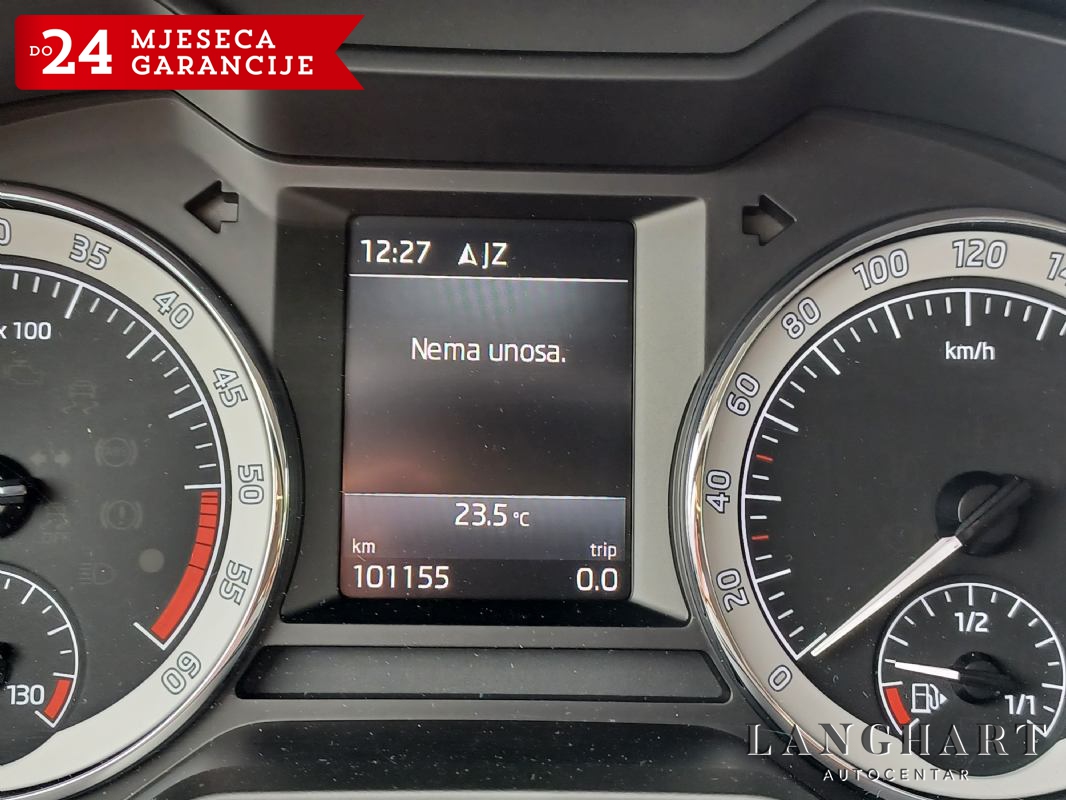 DO 24 MJESECA
GARANCIJE
12:27 JZ
Nema unosa.
23.5 °C
km trip
101155 0.0
x 100
35
40
45
50
55
60
130
0
20
40
60
80
100
120
km/h
1/2
1/1
LANGHART
AUTOCENTAR